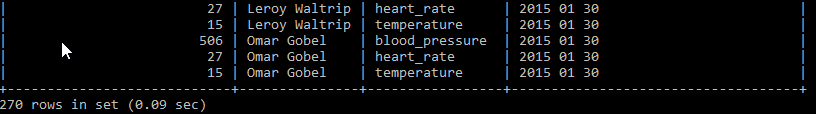 | 27 | Leroy Waltrip | heart_rate | 2015 01 30 |
| 15 | Leroy Waltrip | temperature | 2015 01 30 |
| 506 | Omar Gobel | blood_pressure | 2015 01 30 |
| 27 | Omar Gobel | heart_rate | 2015 01 30 |
| 15 | Omar Gobel | temperature | 2015 01 30 |
+----------------------------+---------------+-----------------+------------------------------------+
270 rows in set (0.09 sec)